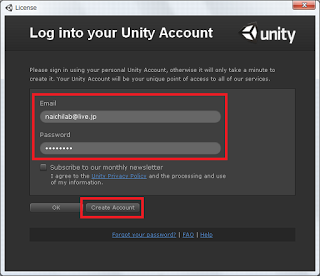 License
Log into your Unity Account
unity
Please sign in using your personal Unity Account, otherwise it will only take a minute to
create it. Your Unity Account will be your unique point of access to all of our services.
Email
naichilab@live.jp
Password
••••••••
Subscribe to our monthly newsletter
I agree to the Unity Privacy Policy and the processing and use
of my information.
OK
Create Account
Forgot your password? | FAQ | Help